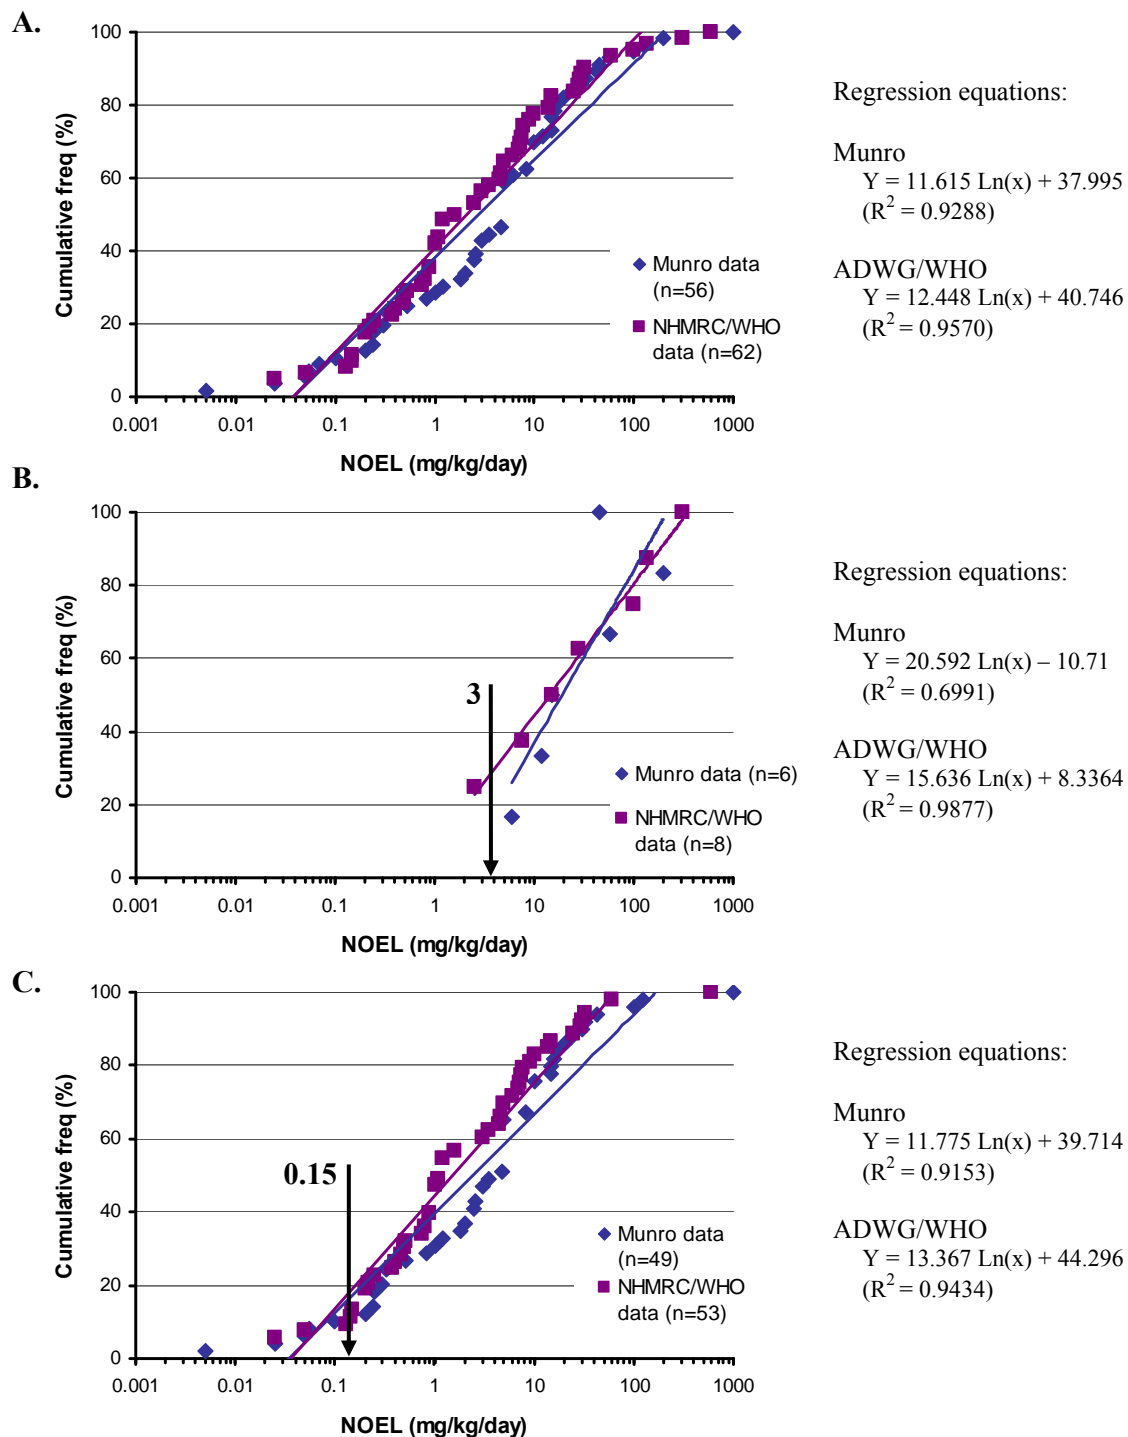 A.
100
80
60
40
20
0
Cumulative freq (%)
0.001 0.01 0.1 1 10 100 1000
NOEL (mg/kg/day)
Munro data
(n=56)
NHMRC/WHO
data (n=62)
Regression equations:
Munro
Y = 11.615 Ln(x) + 37.995
(R² = 0.9288)
ADWG/WHO
Y = 12.448 Ln(x) + 40.746
(R² = 0.9570)
B.
100
80
60
40
20
0
Cumulative freq (%)
3
0.001 0.01 0.1 1 10 100 1000
NOEL (mg/kg/day)
Munro data (n=6)
NHMRC/WHO
data (n=8)
Regression equations:
Munro
Y = 20.592 Ln(x) – 10.71
(R² = 0.6991)
ADWG/WHO
Y = 15.636 Ln(x) + 8.3364
(R² = 0.9877)
C.
100
80
60
40
20
0
Cumulative freq (%)
0.15
0.001 0.01 0.1 1 10 100 1000
NOEL (mg/kg/day)
Munro data
(n=49)
NHMRC/WHO
data (n=53)
Regression equations:
Munro
Y = 11.775 Ln(x) + 39.714
(R² = 0.9153)
ADWG/WHO
Y = 13.367 Ln(x) + 44.296
(R² = 0.9434)